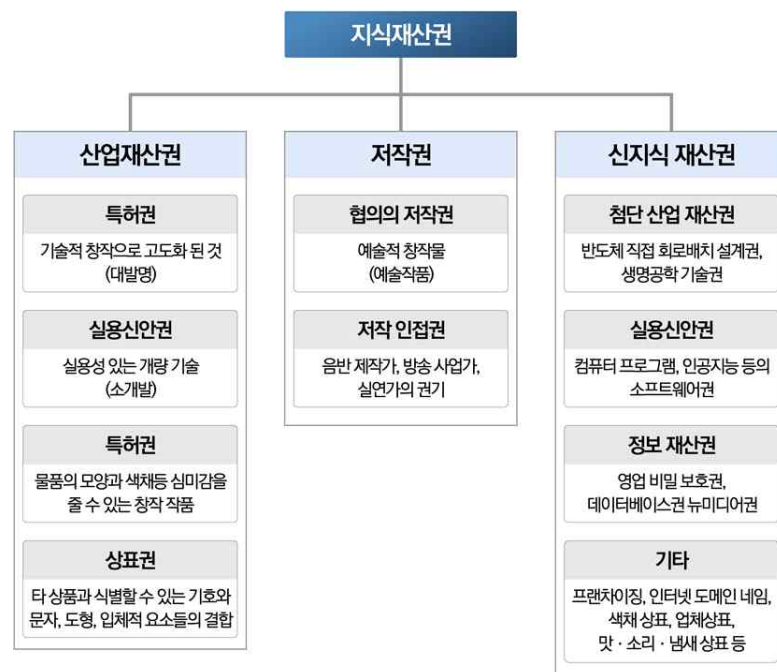 지식재산권
산업재산권
특허권
기술적 창작으로 고도화 된 것
(대발명)
실용신안권
실용성 있는 개량 기술
(소개발)
특허권
물품의 모양과 색채등 심미감을
줄 수 있는 창작 작품
상표권
타 상품과 식별할 수 있는 기호와
문자, 도형, 입체적 요소들의 결합
저작권
협의의 저작권
예술적 창작물
(예술작품)
저작 인접권
음반 제작가, 방송 사업가,
실연가의 권기
신지식 재산권
첨단 산업 재산권
반도체 직접 회로배치 설계권,
생명공학 기술권
실용신안권
컴퓨터 프로그램, 인공지능 등의
소프트웨어권
정보 재산권
영업 비밀 보호권,
데이터베이스권 뉴미디어권
기타
프랜차이징, 인터넷 도메인 네임,
색채 상표, 업체상표,
맛 · 소리 · 냄새 상표 등